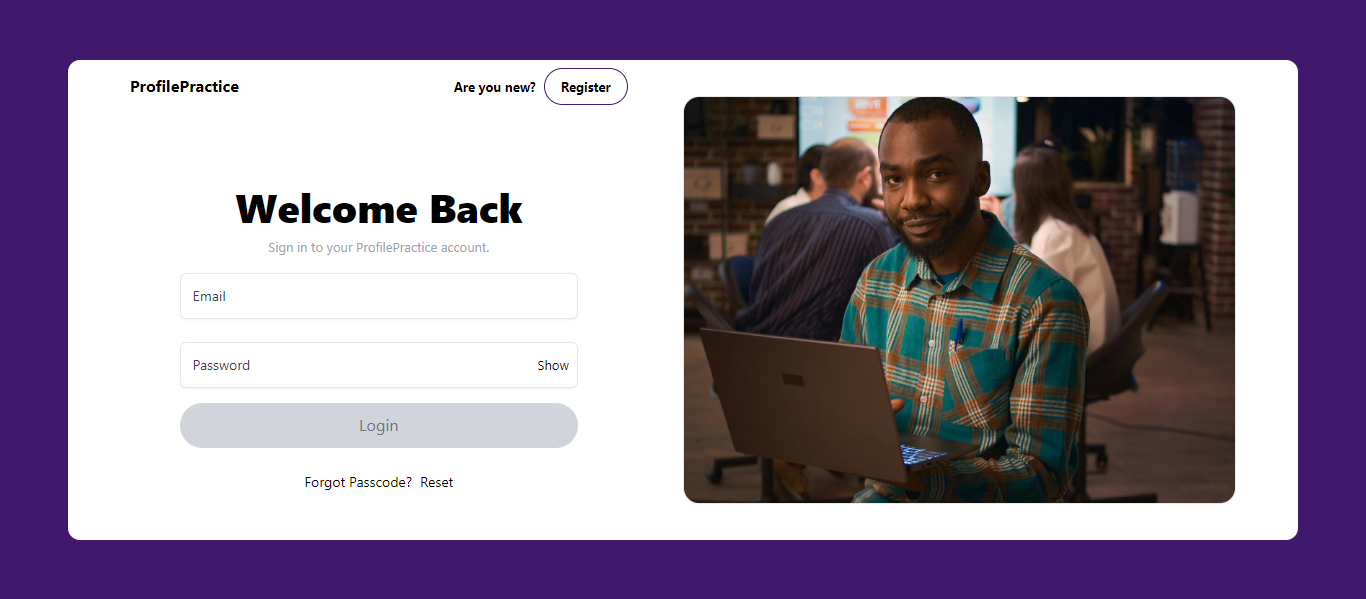 ProfilePractice
Are you new? Register
Welcome Back
Sign in to your ProfilePractice account.
Email
Password Show
Login
Forgot Passcode? Reset